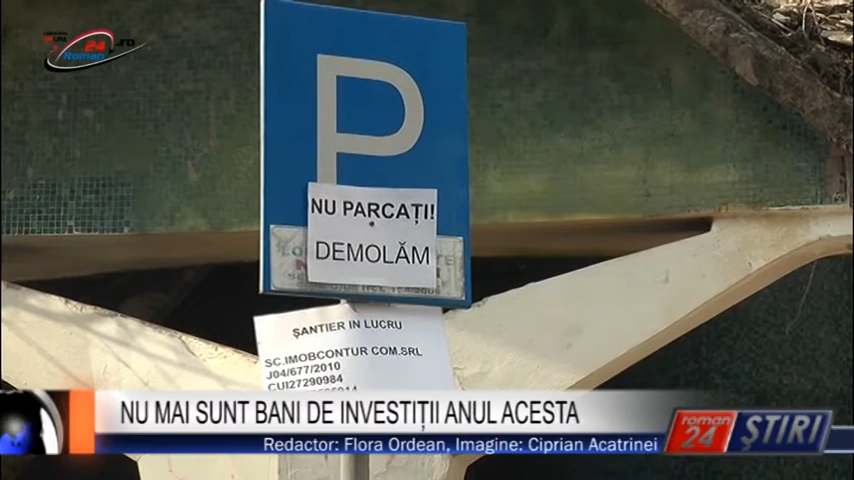 Roman 24.ro
P
NU PARCAȚI!
DEMOLĂM
ȘANTIER IN LUCRU
SC.IMOBCONTUR COM.SRL
J04/677/2010
CUI27290984
NU MAI SUNT BANI DE INVESTIȚII ANUL ACESTA
Redactor: Flora Ordean, Imagine: Ciprian Acatrinei
roman
24 ȘTIRI